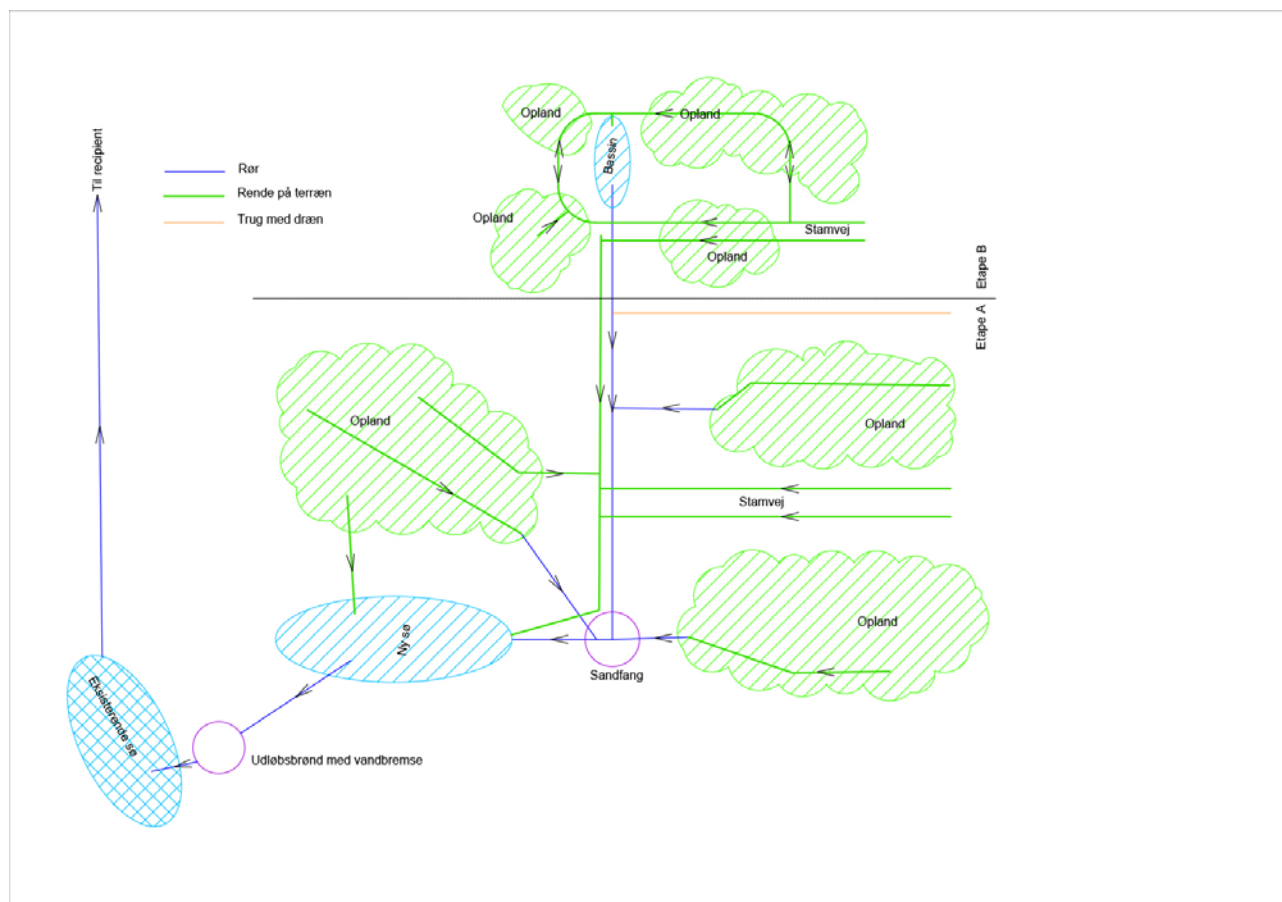 Opland
Opland
Til recipient
Rør
Bassin
Rende på terræn
Trug med dræn
Opland
Stamvej
Opland
Etape B
Etape A
Opland
Opland
Stamvej
Ny sø
Opland
Sandfang
Eksisterende sø
Udløbsbrønd med vandbremse